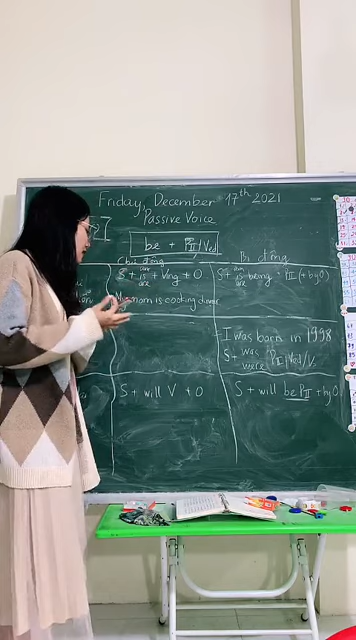 Friday, December 17th 2021
Passive Voice
be + PII/Ved
Chủ động
Bị động
S + am is are + Ving + O
S + am is are being + PII (+ by O)
mom is cooking dinner
- I was born in 1998
S + was were PII/Ved/V3
S + will V + O
S + will be PII + by O